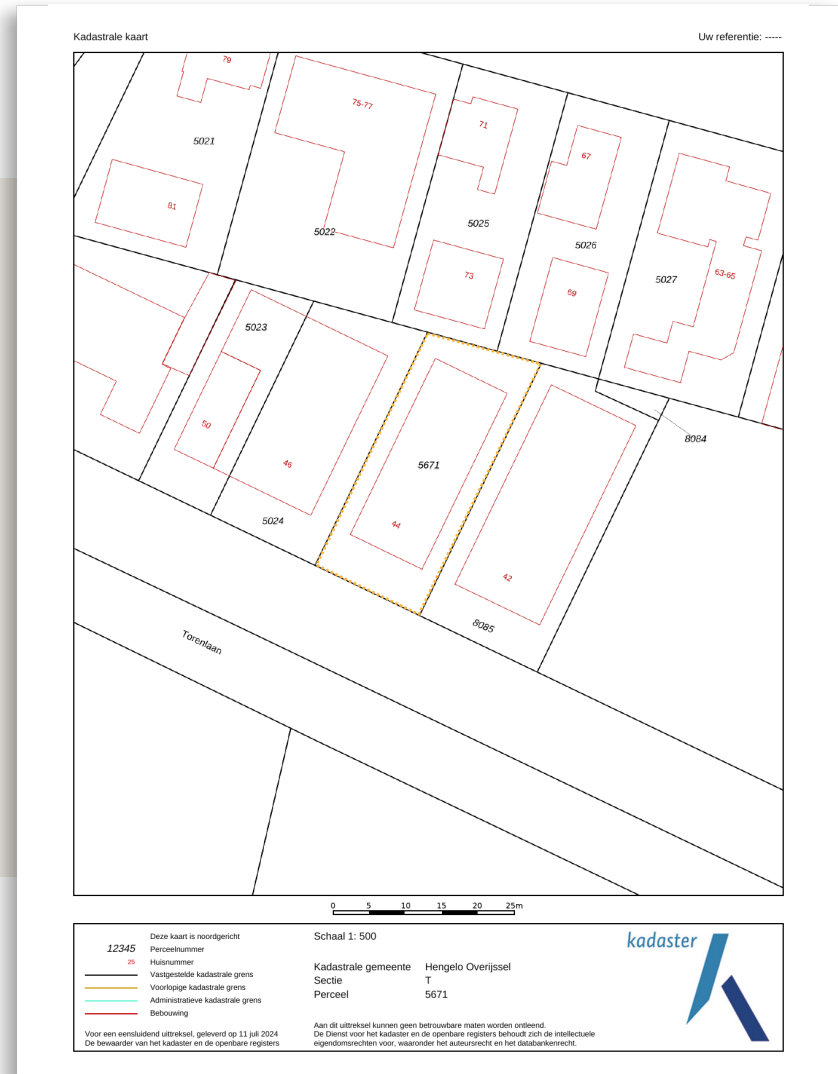 Kadastrale kaart
Uw referentie: -----
79
75-77
71
67
5021
81
5022
5025
5026
73
69
5027
63-65
5023
50
46
5024
5671
44
8084
42
8085
Torenlaan
0 5 10 15 20 25m
Deze kaart is noordgericht
12345 Perceelnummer
25 Huisnummer
Vastgestelde kadastrale grens
Voorlopige kadastrale grens
Administratieve kadastrale grens
Bebouwing
Voor een eensluidend uittreksel, geleverd op 11 juli 2024
De bewaarder van het kadaster en de openbare registers
Schaal 1: 500
Kadastrale gemeente Hengelo Overijssel
Sectie T
Perceel 5671
Aan dit uittreksel kunnen geen betrouwbare maten worden ontleend.
De Dienst voor het kadaster en de openbare registers behoudt zich de intellectuele
eigendomsrechten voor, waaronder het auteursrecht en het databankenrecht.
kadaster